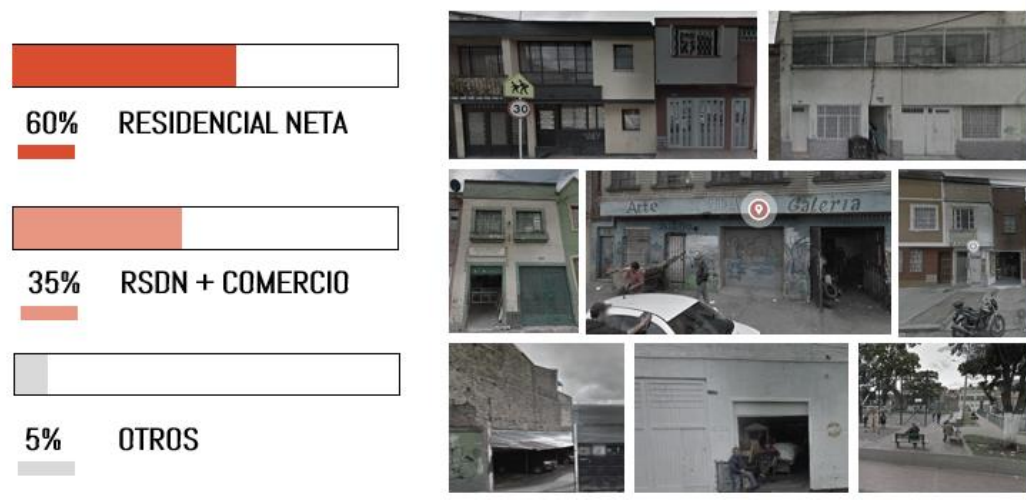 60% RESIDENCIAL NETA
35% RSDN + COMERCIO
5% OTROS
30
Arte
Galeria